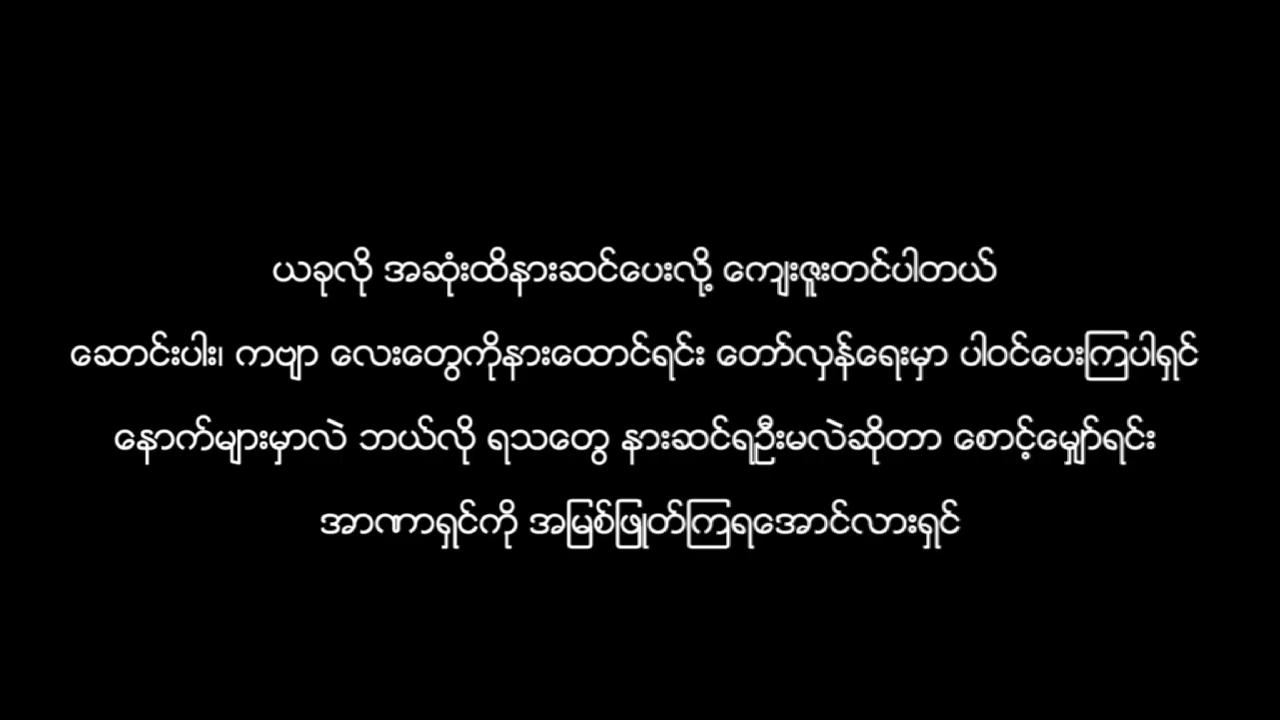 ယခုလို အဆုံးထိနားဆင်ပေးလို့ ကျေးဇူးတင်ပါတယ်
ဆောင်းပါး၊ ကဗျာ လေးတွေကိုနားထောင်ရင်း တော်လှန်ရေးမှာ ပါဝင်ပေးကြပါရှင်
နောက်များမှာလဲ ဘယ်လို ရသတွေ နားဆင်ရဦးမလဲဆိုတာ စောင့်မျှော်ရင်း
အာဏာရှင်ကို အမြစ်ဖြုတ်ကြရအောင်လားရှင်